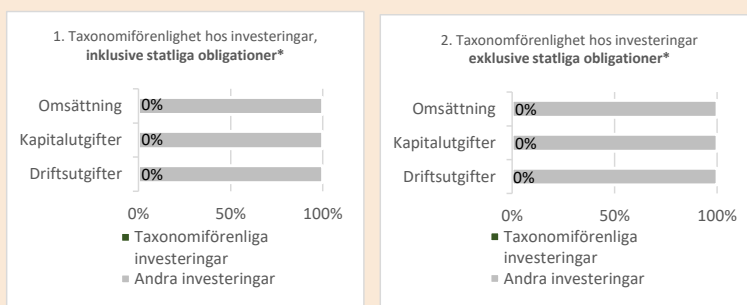 1. Taxonomiförenlighet hos investeringar,
inklusive statliga obligationer*
Omsättning 0%
Kapitalutgifter 0%
Driftsutgifter 0%
0% 50% 100%
Taxonomiförenliga
investeringar
Andra investeringar
2. Taxonomförenlighet hos investeringar
exklusive statliga obligationer*
Omsättning 0%
Kapitalutgifter 0%
Driftsutgifter 0%
0% 50% 100%
Taxonomiförenliga
investeringar
Andra investeringar